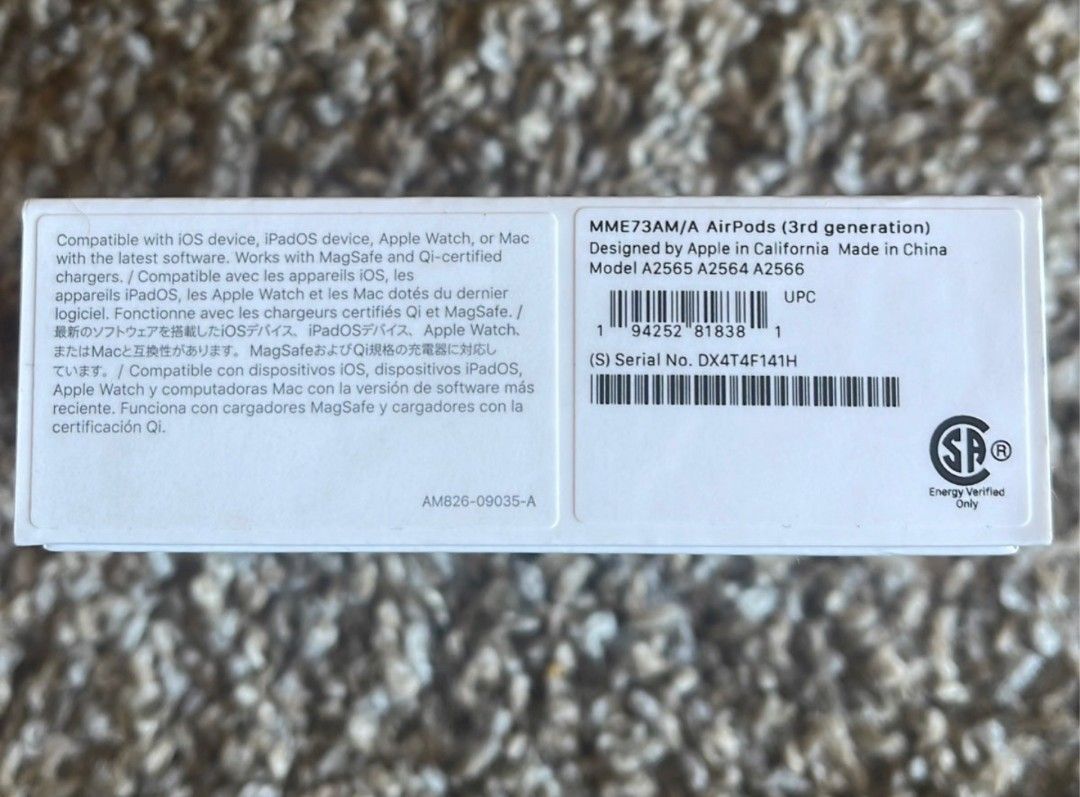 Compatible with iOS device, iPadOS device, Apple Watch, or Mac
with the latest software. Works with MagSafe and Qi-certified
chargers. / Compatible avec les appareils iOS, les
appareils iPadOS, les Apple Watch et les Mac dotés du dernier
logiciel. Fonctionne avec les chargeurs certifiés Qi et MagSafe. /
最新のソフトウェアを搭載したiOSデバイス、iPadOSデバイス、Apple Watch、
またはMacと互換性があります。MagSafeおよびQi規格の充電器に対応し
ています。/ Compatible con dispositivos iOS, dispositivos iPadOS,
Apple Watch y computadoras Mac con la versión de software más
reciente. Funciona con cargadores MagSafe y cargadores con la
certificación Qi.
AM826-09035-A
MME73AM/A AirPods (3rd generation)
Designed by Apple in California Made in China
Model A2565 A2564 A2566
UPC
1 94252 81838 1
(S) Serial No. DX4T4F141H
SA ®
Energy Verified
Only